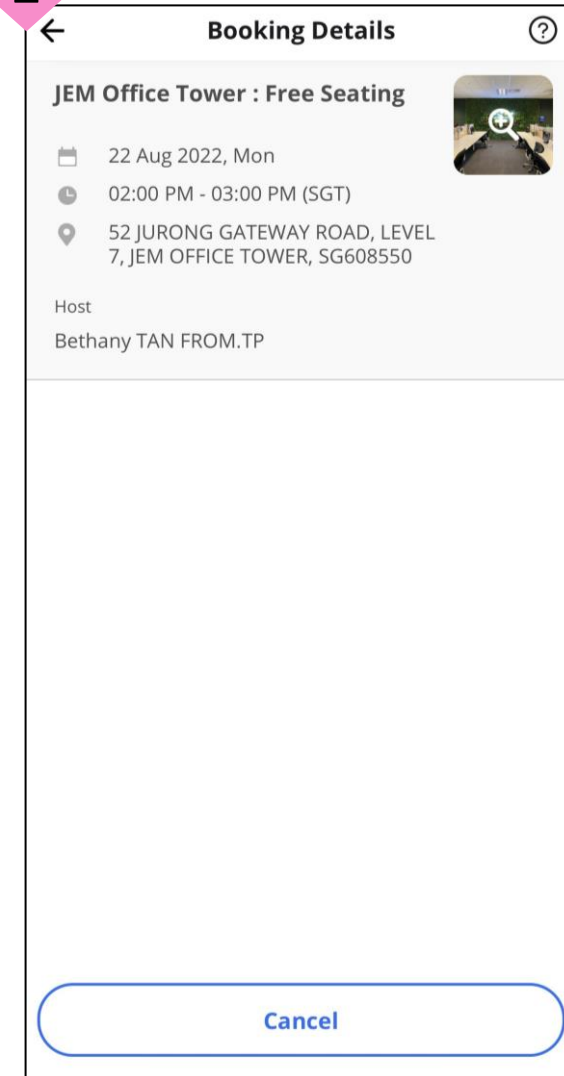 Booking Details
JEM Office Tower : Free Seating
22 Aug 2022, Mon
02:00 PM - 03:00 PM (SGT)
52 JURONG GATEWAY ROAD, LEVEL
7, JEM OFFICE TOWER, SG608550
Host
Bethany TAN FROM.TP
Cancel